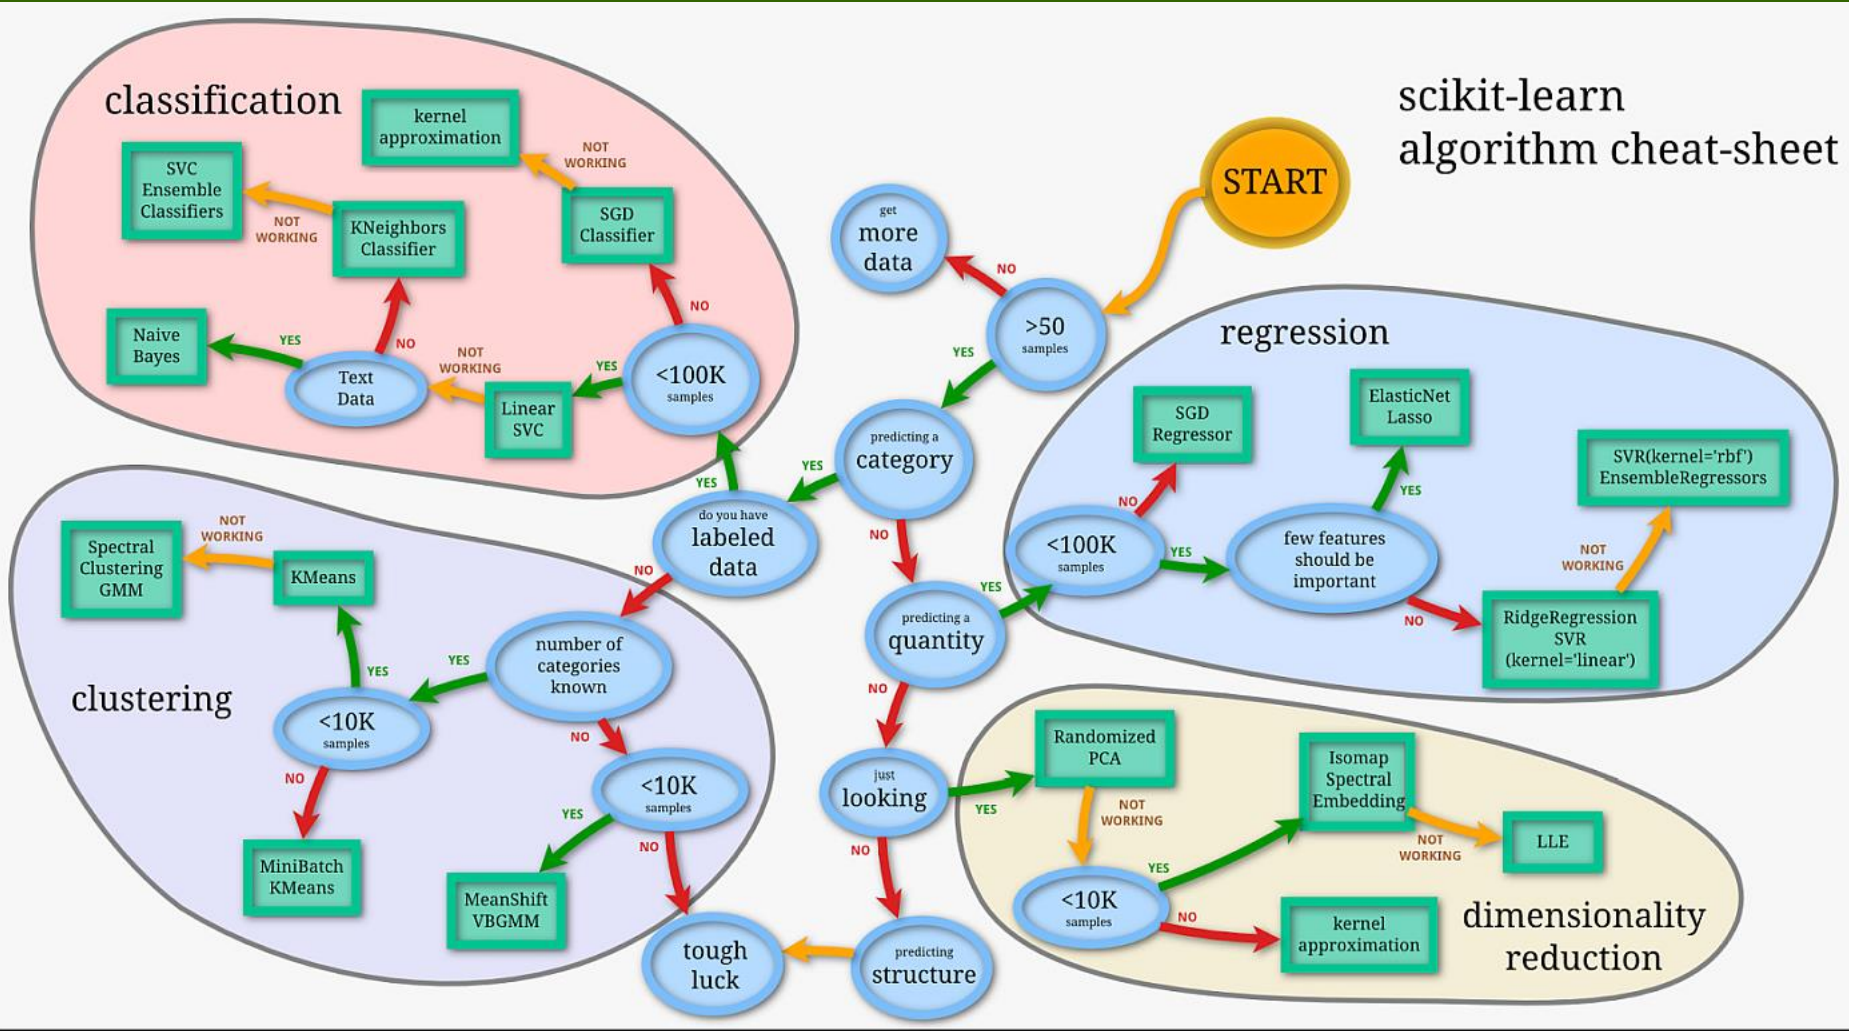 scikit-learn
algorithm cheat-sheet
START
>50
samples
NO
get
more
data
YES
predicting a
category
YES
do you have
labeled
data
YES
NO
NO
predicting a
quantity
YES
NO
just
looking
YES
NO
predicting
structure
tough
luck
classification
<100K
samples
NO
SGD
Classifier
NOT
WORKING
kernel
approximation
YES
Linear
SVC
NOT
WORKING
Text
Data
YES
Naive
Bayes
NO
KNeighbors
Classifier
NOT
WORKING
SVC
Ensemble
Classifiers
clustering
number of
categories
known
YES
<10K
samples
YES
KMeans
NOT
WORKING
Spectral
Clustering
GMM
NO
MiniBatch
KMeans
NO
<10K
samples
YES
MeanShift
VBGMM
NO
regression
<100K
samples
NO
SGD
Regressor
YES
few features
should be
important
YES
ElasticNet
Lasso
NO
RidgeRegression
SVR
(kernel='linear')
NOT
WORKING
SVR(kernel='rbf')
EnsembleRegressors
dimensionality
reduction
Randomized
PCA
NOT
WORKING
<10K
samples
YES
Isomap
Spectral
Embedding
NOT
WORKING
LLE
NO
kernel
approximation